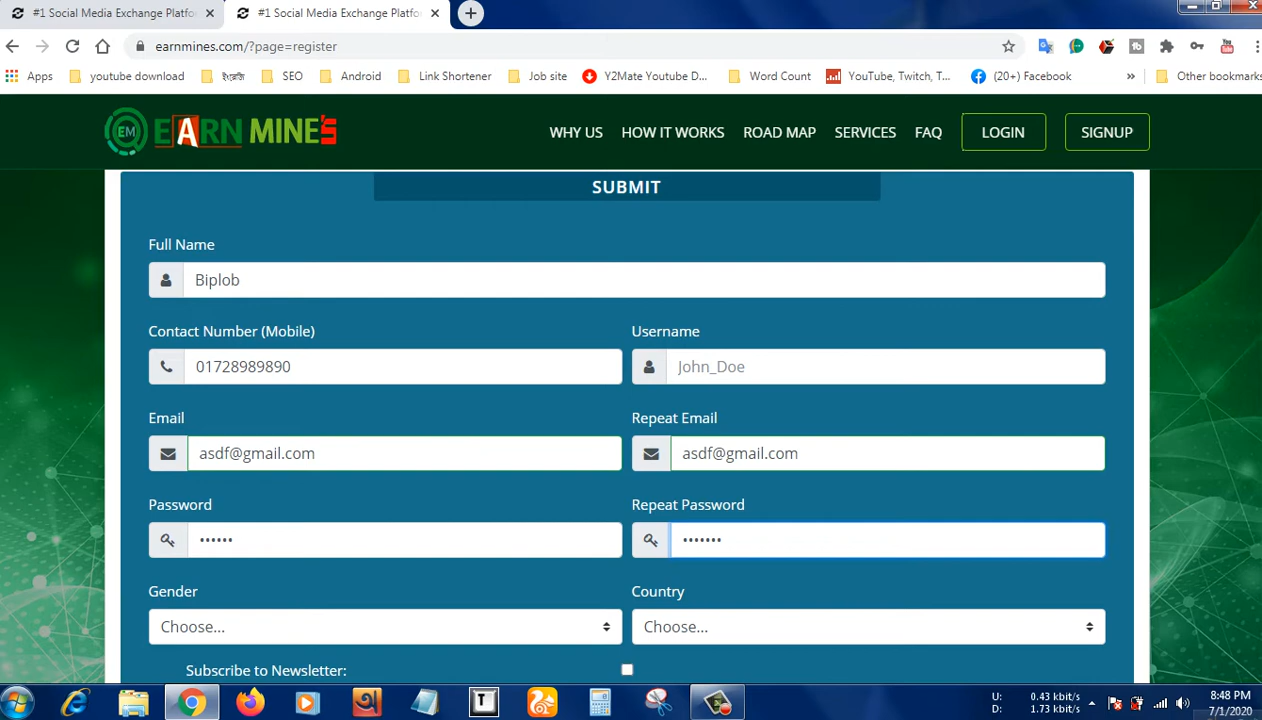 #1 Social Media Exchange Platfo
#1 Social Media Exchange Platfo
earnmines.com/?page=register
Apps youtube download ইংরেজি SEO Android Link Shortener Job site Y2Mate Youtube D... Word Count YouTube, Twitch, T... (20+) Facebook » Other bookmarks
EM EARN MINE'S WHY US HOW IT WORKS ROAD MAP SERVICES FAQ LOGIN SIGNUP
SUBMIT
Full Name
Biplob
Contact Number (Mobile) Username
01728989890 John_Doe
Email Repeat Email
asdf@gmail.com asdf@gmail.com
Password Repeat Password
•••••• •••••••
Gender Country
Choose... Choose...
Subscribe to Newsletter:
U: 0.43 kbit/s 8:48 PM
D: 1.73 kbit/s 7/1/2020